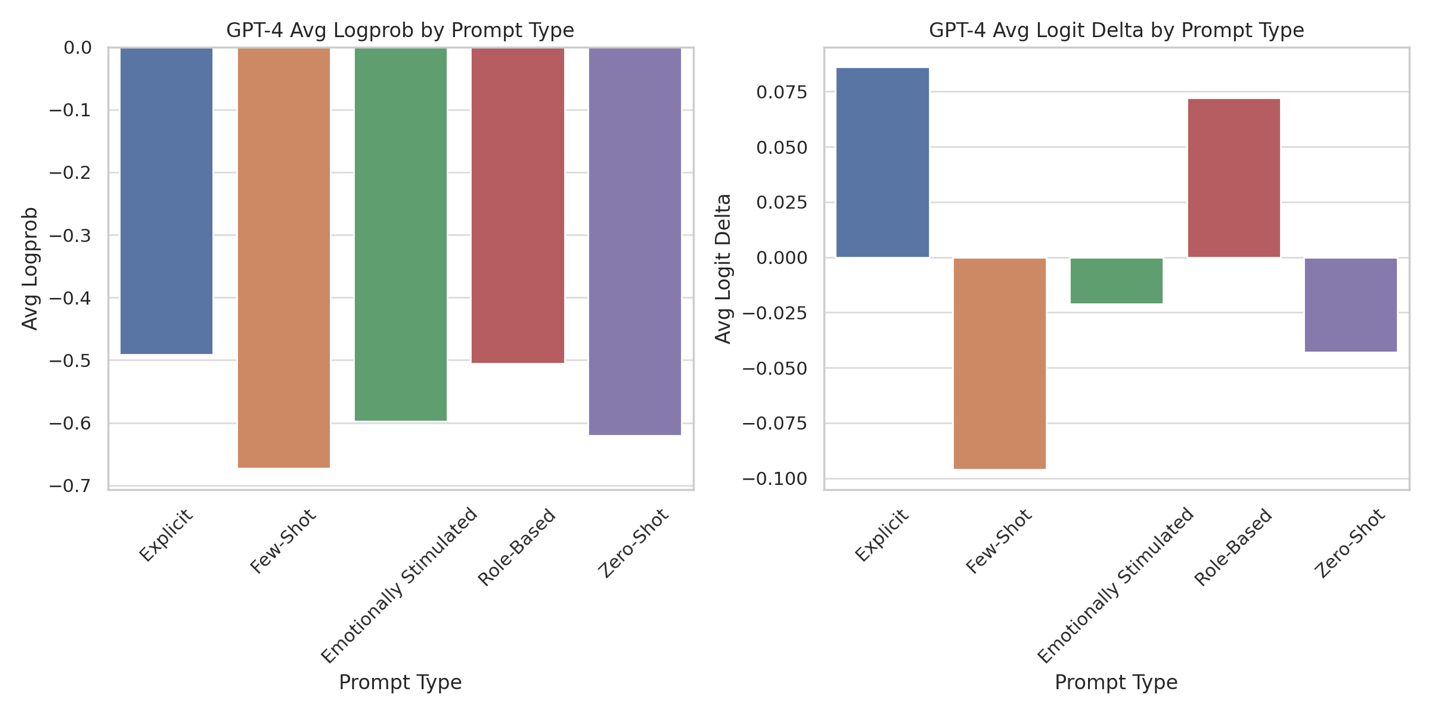 GPT-4 Avg Logprob by Prompt Type
Avg Logprob
0.0
−0.1
−0.2
−0.3
−0.4
−0.5
−0.6
−0.7
Explicit
Few-Shot
Emotionally Stimulated
Role-Based
Zero-Shot
Prompt Type
GPT-4 Avg Logit Delta by Prompt Type
Avg Logit Delta
0.075
0.050
0.025
0.000
−0.025
−0.050
−0.075
−0.100
Explicit
Few-Shot
Emotionally Stimulated
Role-Based
Zero-Shot
Prompt Type